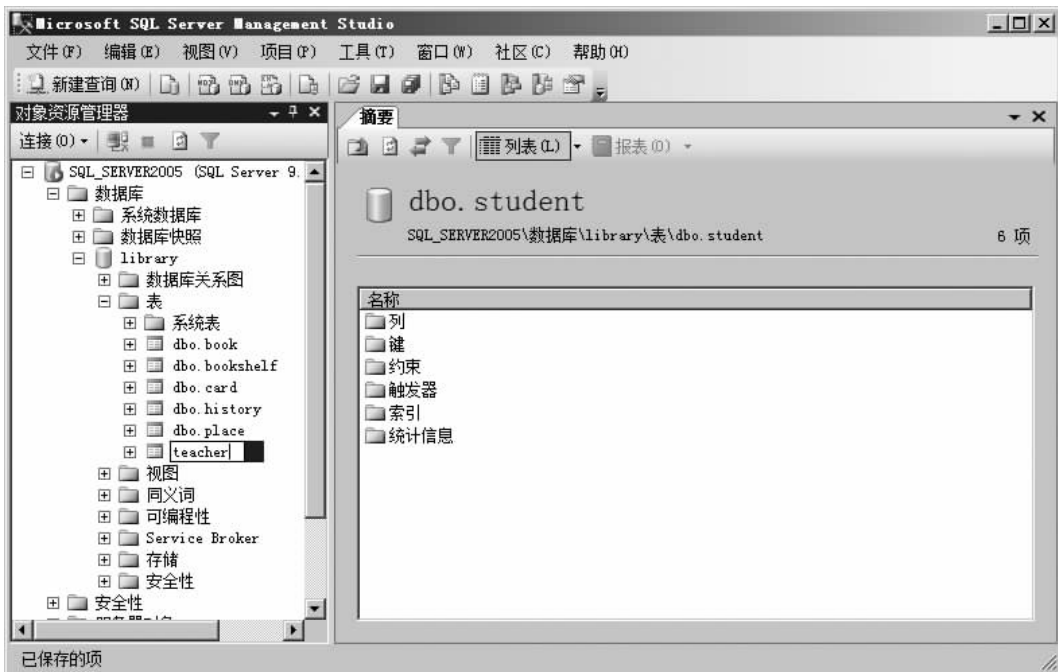 Microsoft SQL Server Management Studio
文件(F) 编辑(E) 视图(V) 项目(P) 工具(T) 窗口(W) 社区(C) 帮助(H)
新建查询(N)
对象资源管理器
连接(O)
SQL_SERVER2005 (SQL Server 9.
数据库
系统数据库
数据库快照
library
数据库关系图
表
系统表
dbo.book
dbo.bookshelf
dbo.card
dbo.history
dbo.place
teacher
视图
同义词
可编程性
Service Broker
存储
安全性
安全性
摘要
列表(L) 报表(O)
dbo.student
SQL_SERVER2005\数据库\library\表\dbo.student 6 项
名称
列
键
约束
触发器
索引
统计信息
已保存的项